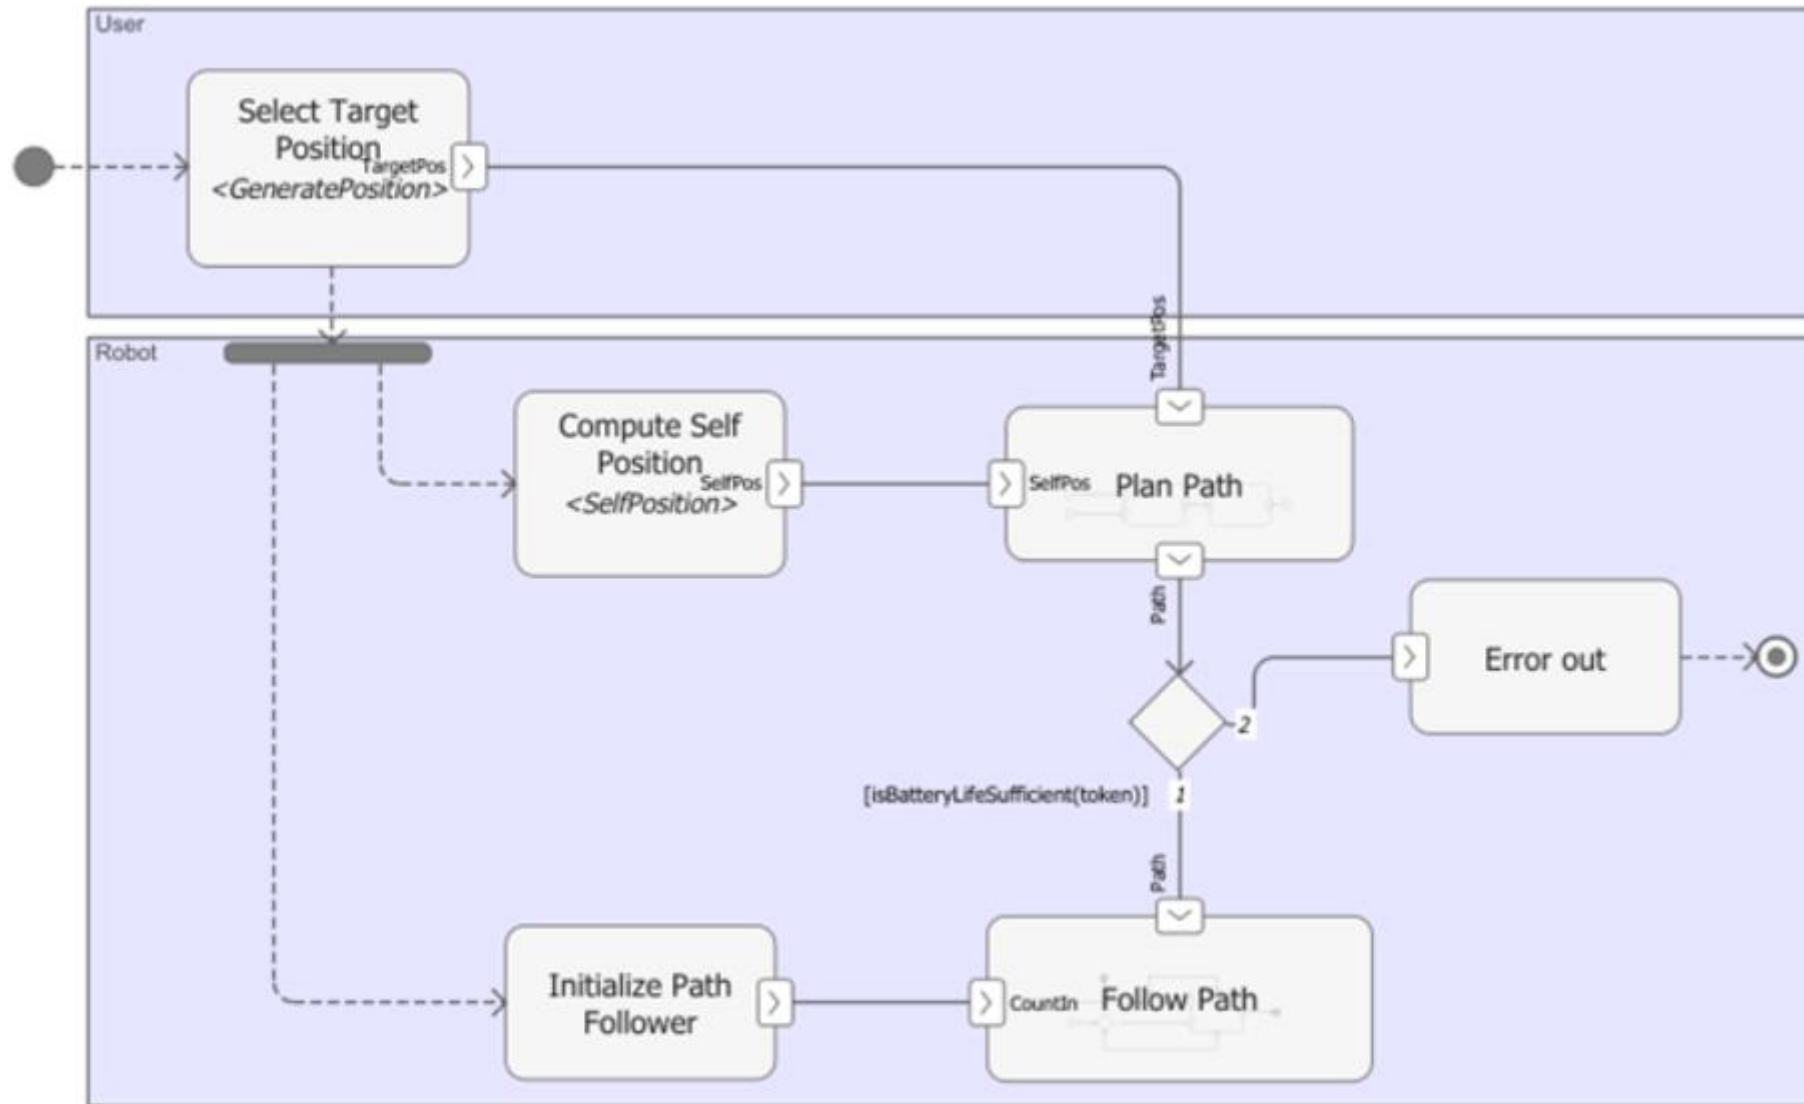 User
Select Target
Position
TargetPos
<GeneratePosition>
TargetPos
Robot
Compute Self
Position
SelfPos
<SelfPosition>
SelfPos
Plan Path
Path
Error out
2
[isBatteryLifeSufficient(token)]
1
Path
Initialize Path
Follower
CountIn
Follow Path